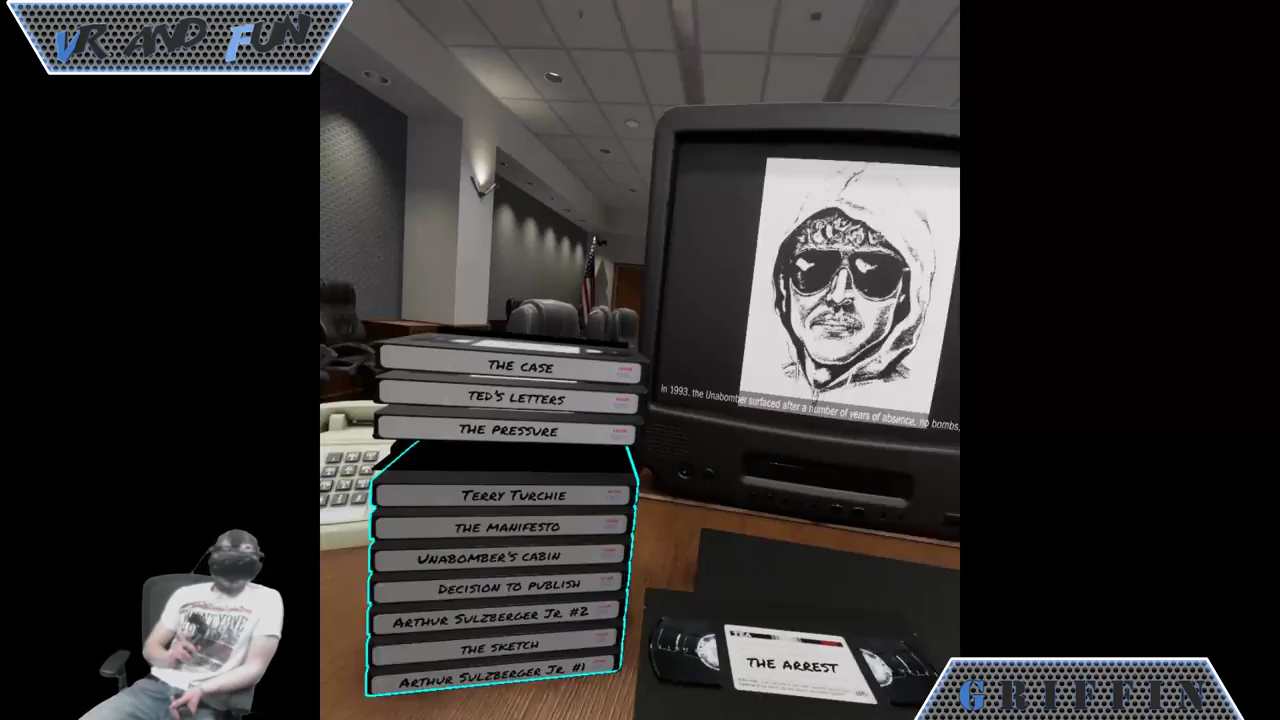 VR AND FUN
THE CASE
TED'S LETTERS
THE PRESSURE
TERRY TURCHIE
THE MANIFESTO
UNABOMBER'S CABIN
DECISION TO PUBLISH
ARTHUR SULZBERGER JR. #2
THE SKETCH
ARTHUR SULZBERGER JR. #1
In 1993, the Unabomber surfaced after a number of years of absence, no bombs,
THE ARREST
GRIFFIN